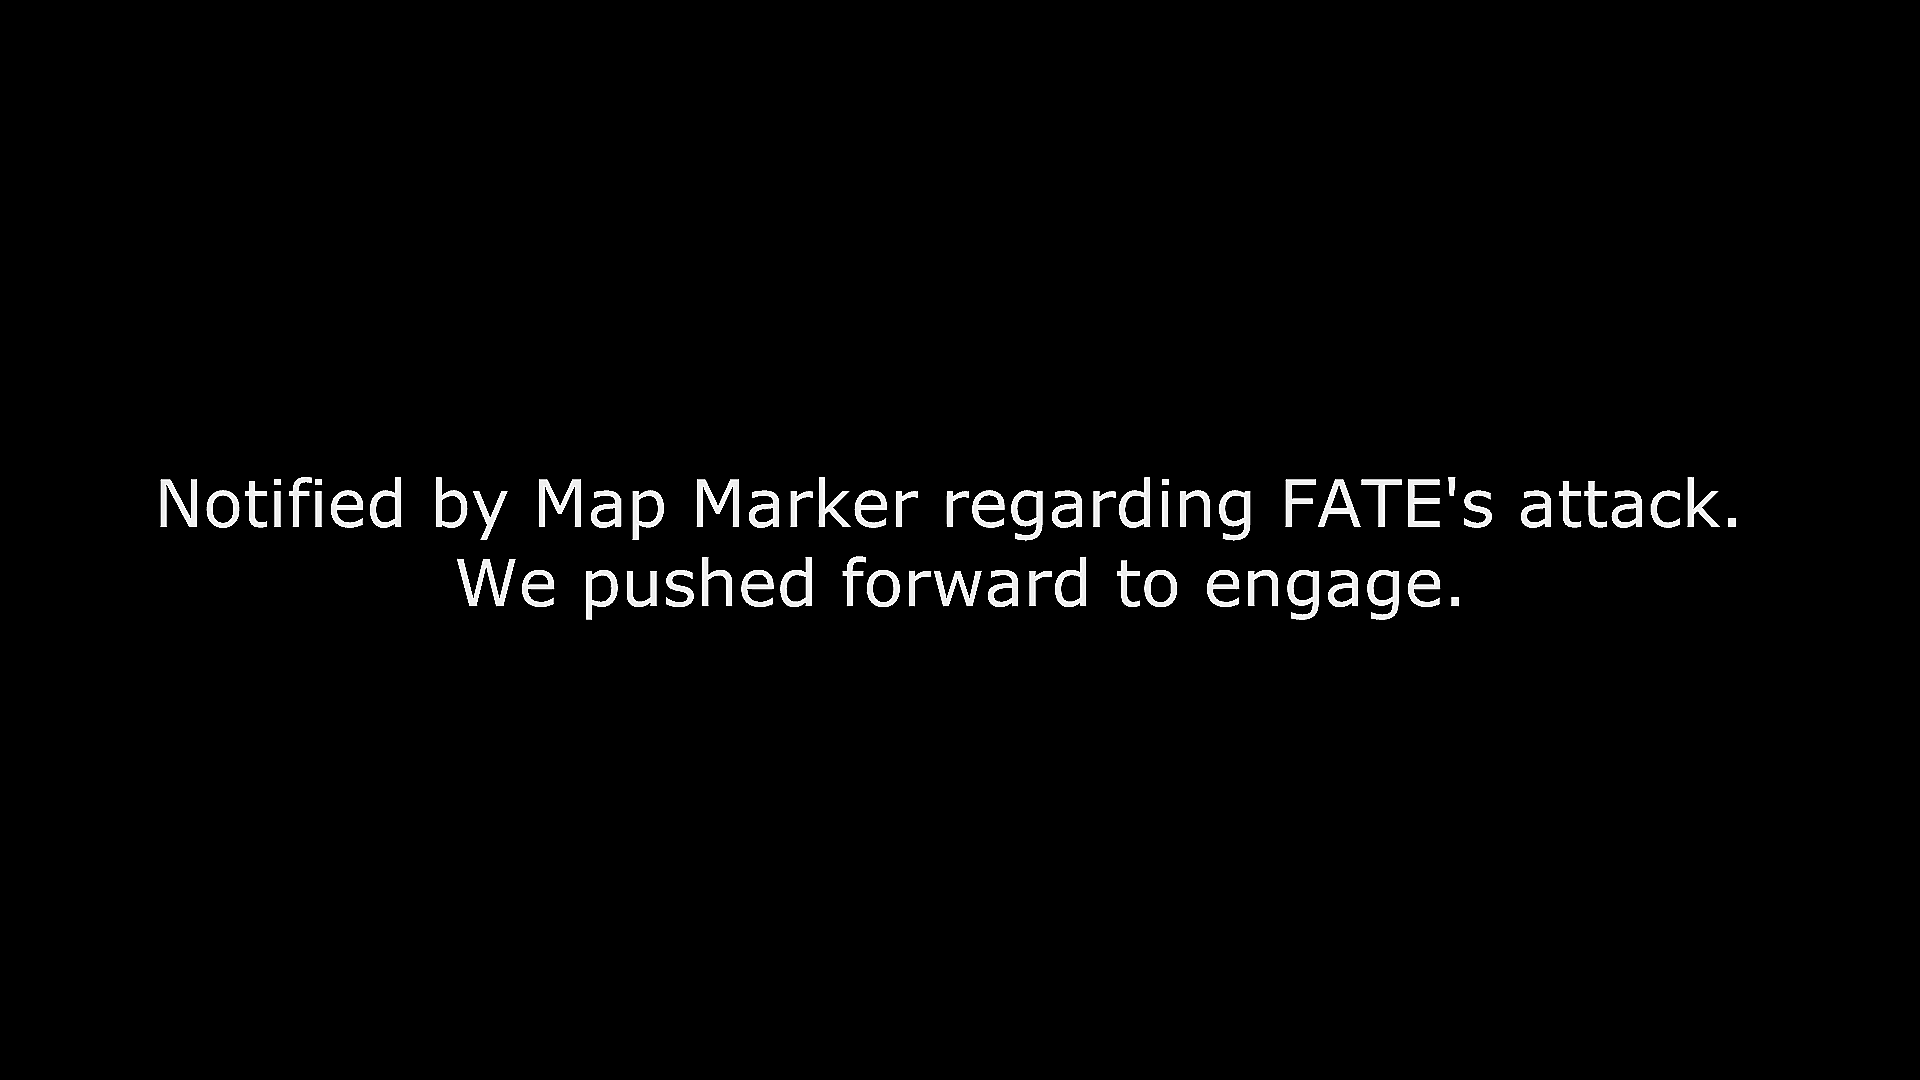 Notified by Map Marker regarding FATE's attack.
We pushed forward to engage.